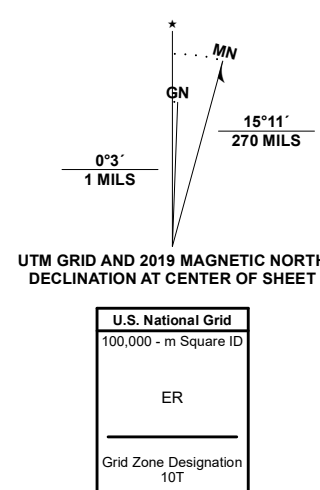 ★
MN
GN
15°11´
270 MILS
0°3´
1 MILS
UTM GRID AND 2019 MAGNETIC NORTH
DECLINATION AT CENTER OF SHEET
U.S. National Grid
100,000 - m Square ID
ER
Grid Zone Designation
10T